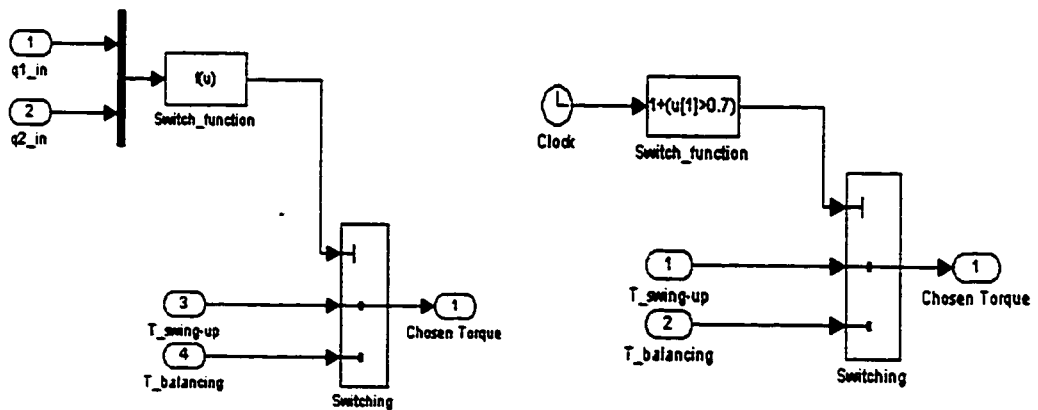 1
q1_in
2
q2_in
f(u)
Switch_function
3
T_swing-up
4
T_balancing
Switching
1
Chosen Torque
Clock
1+(u[1]>0.7)
Switch_function
1
T_swing-up
2
T_balancing
Switching
1
Chosen Torque